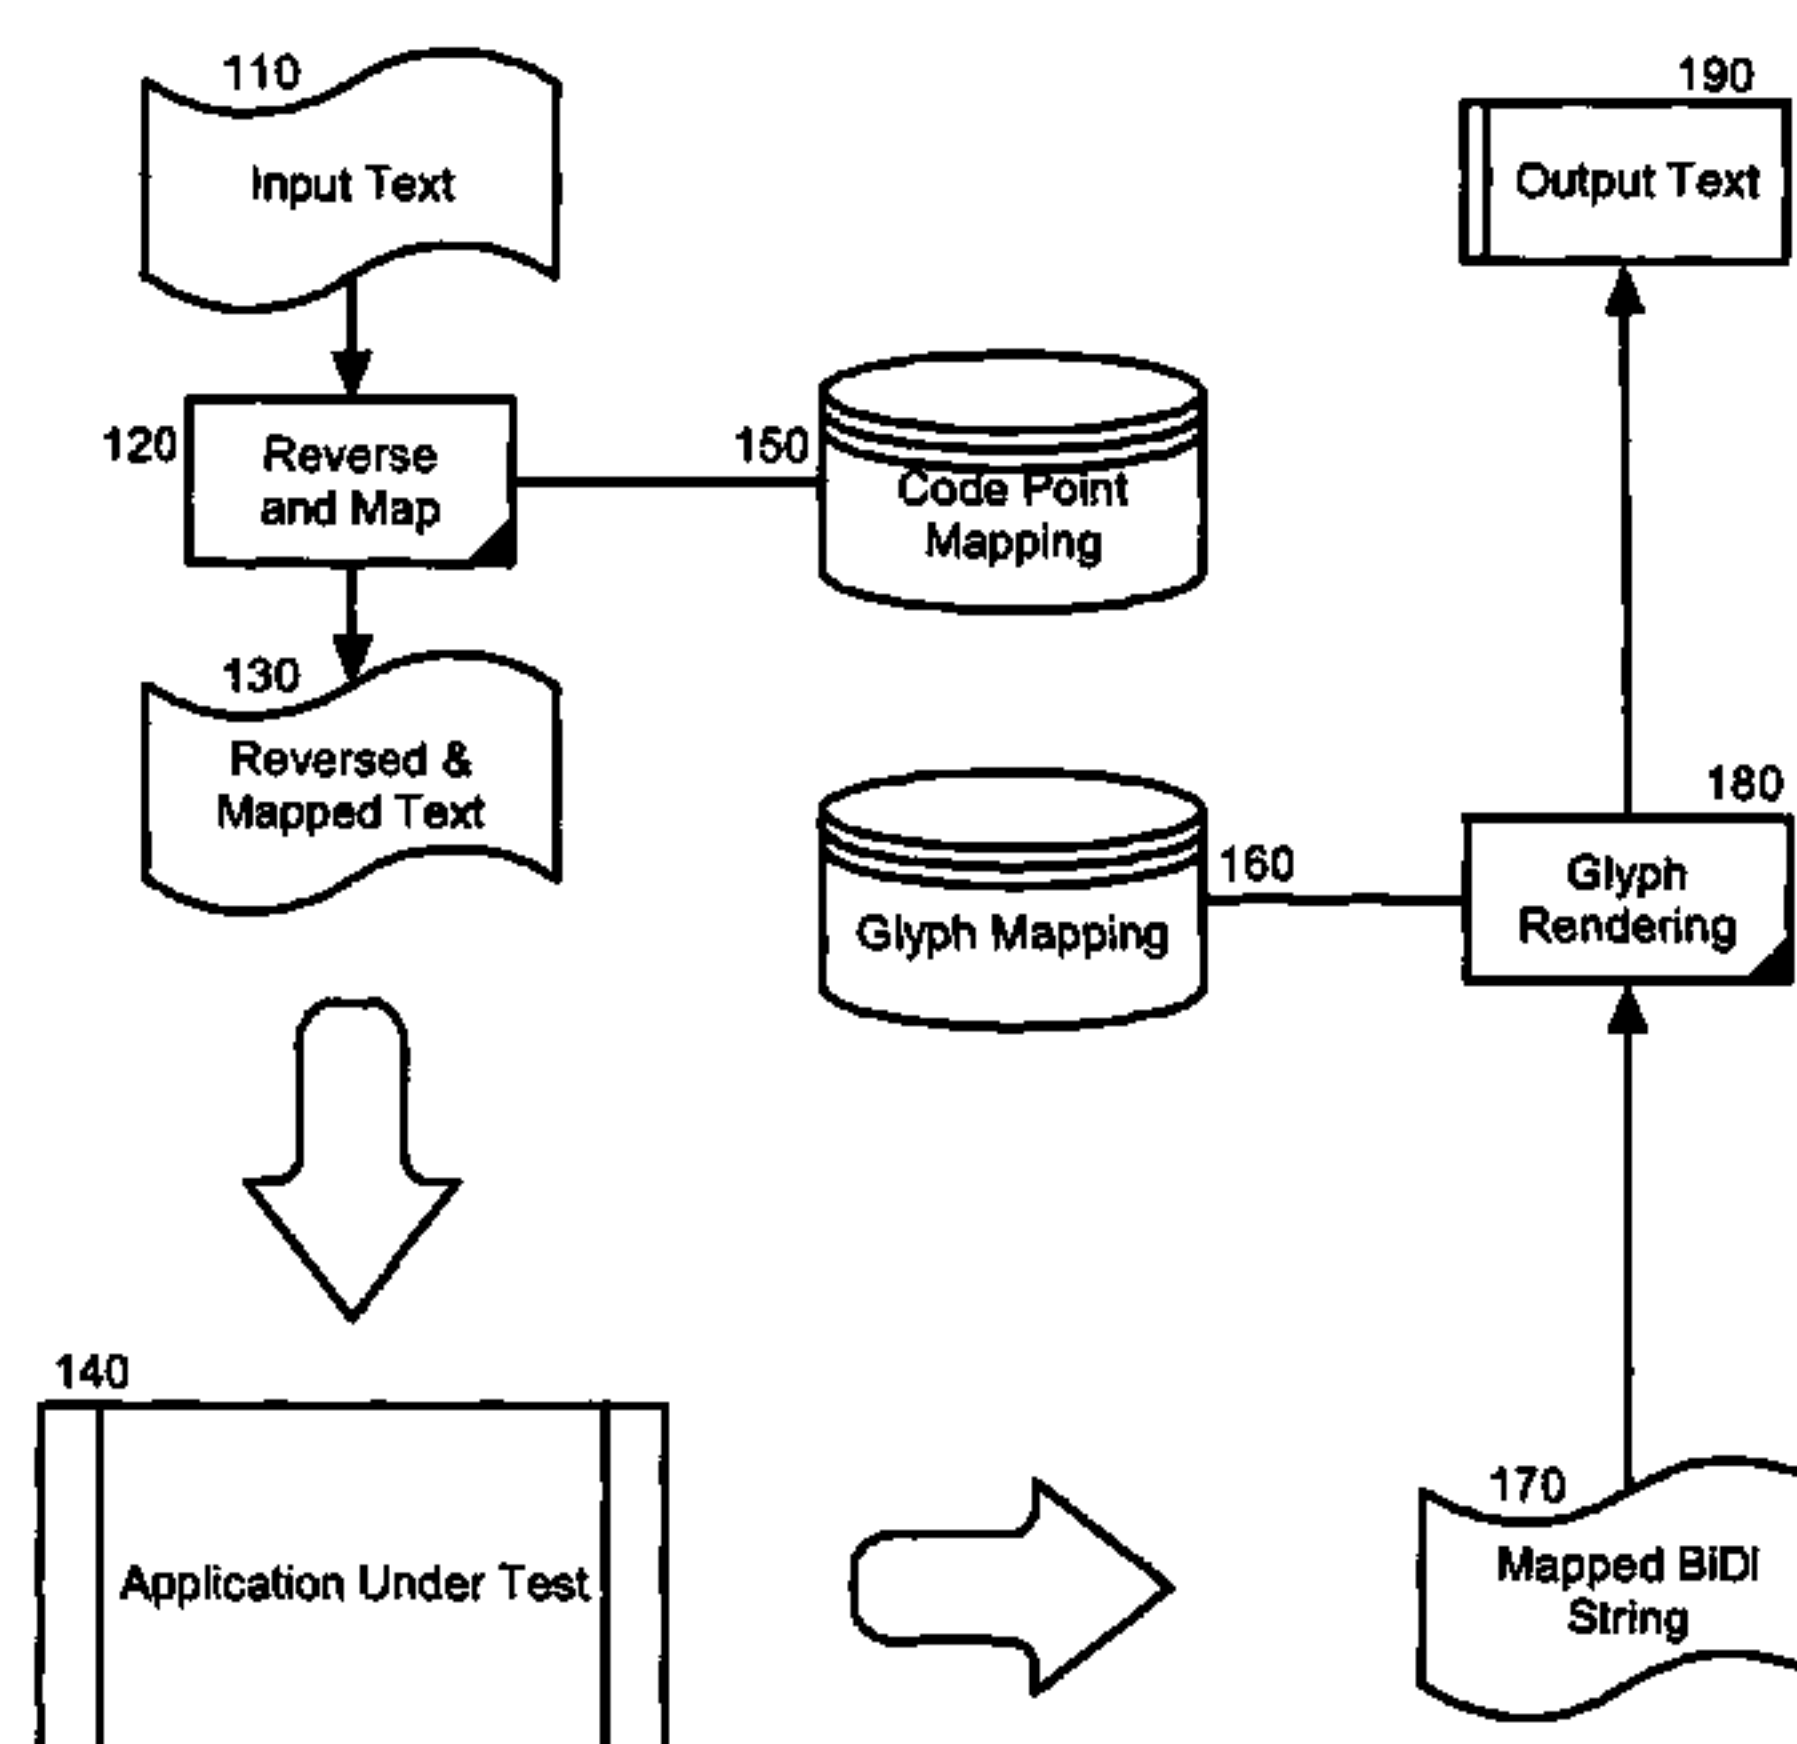 110
Input Text
120
Reverse
and Map
130
Reversed &
Mapped Text
140
Application Under Test
150
Code Point
Mapping
160
Glyph Mapping
170
Mapped BiDi
String
180
Glyph
Rendering
190
Output Text